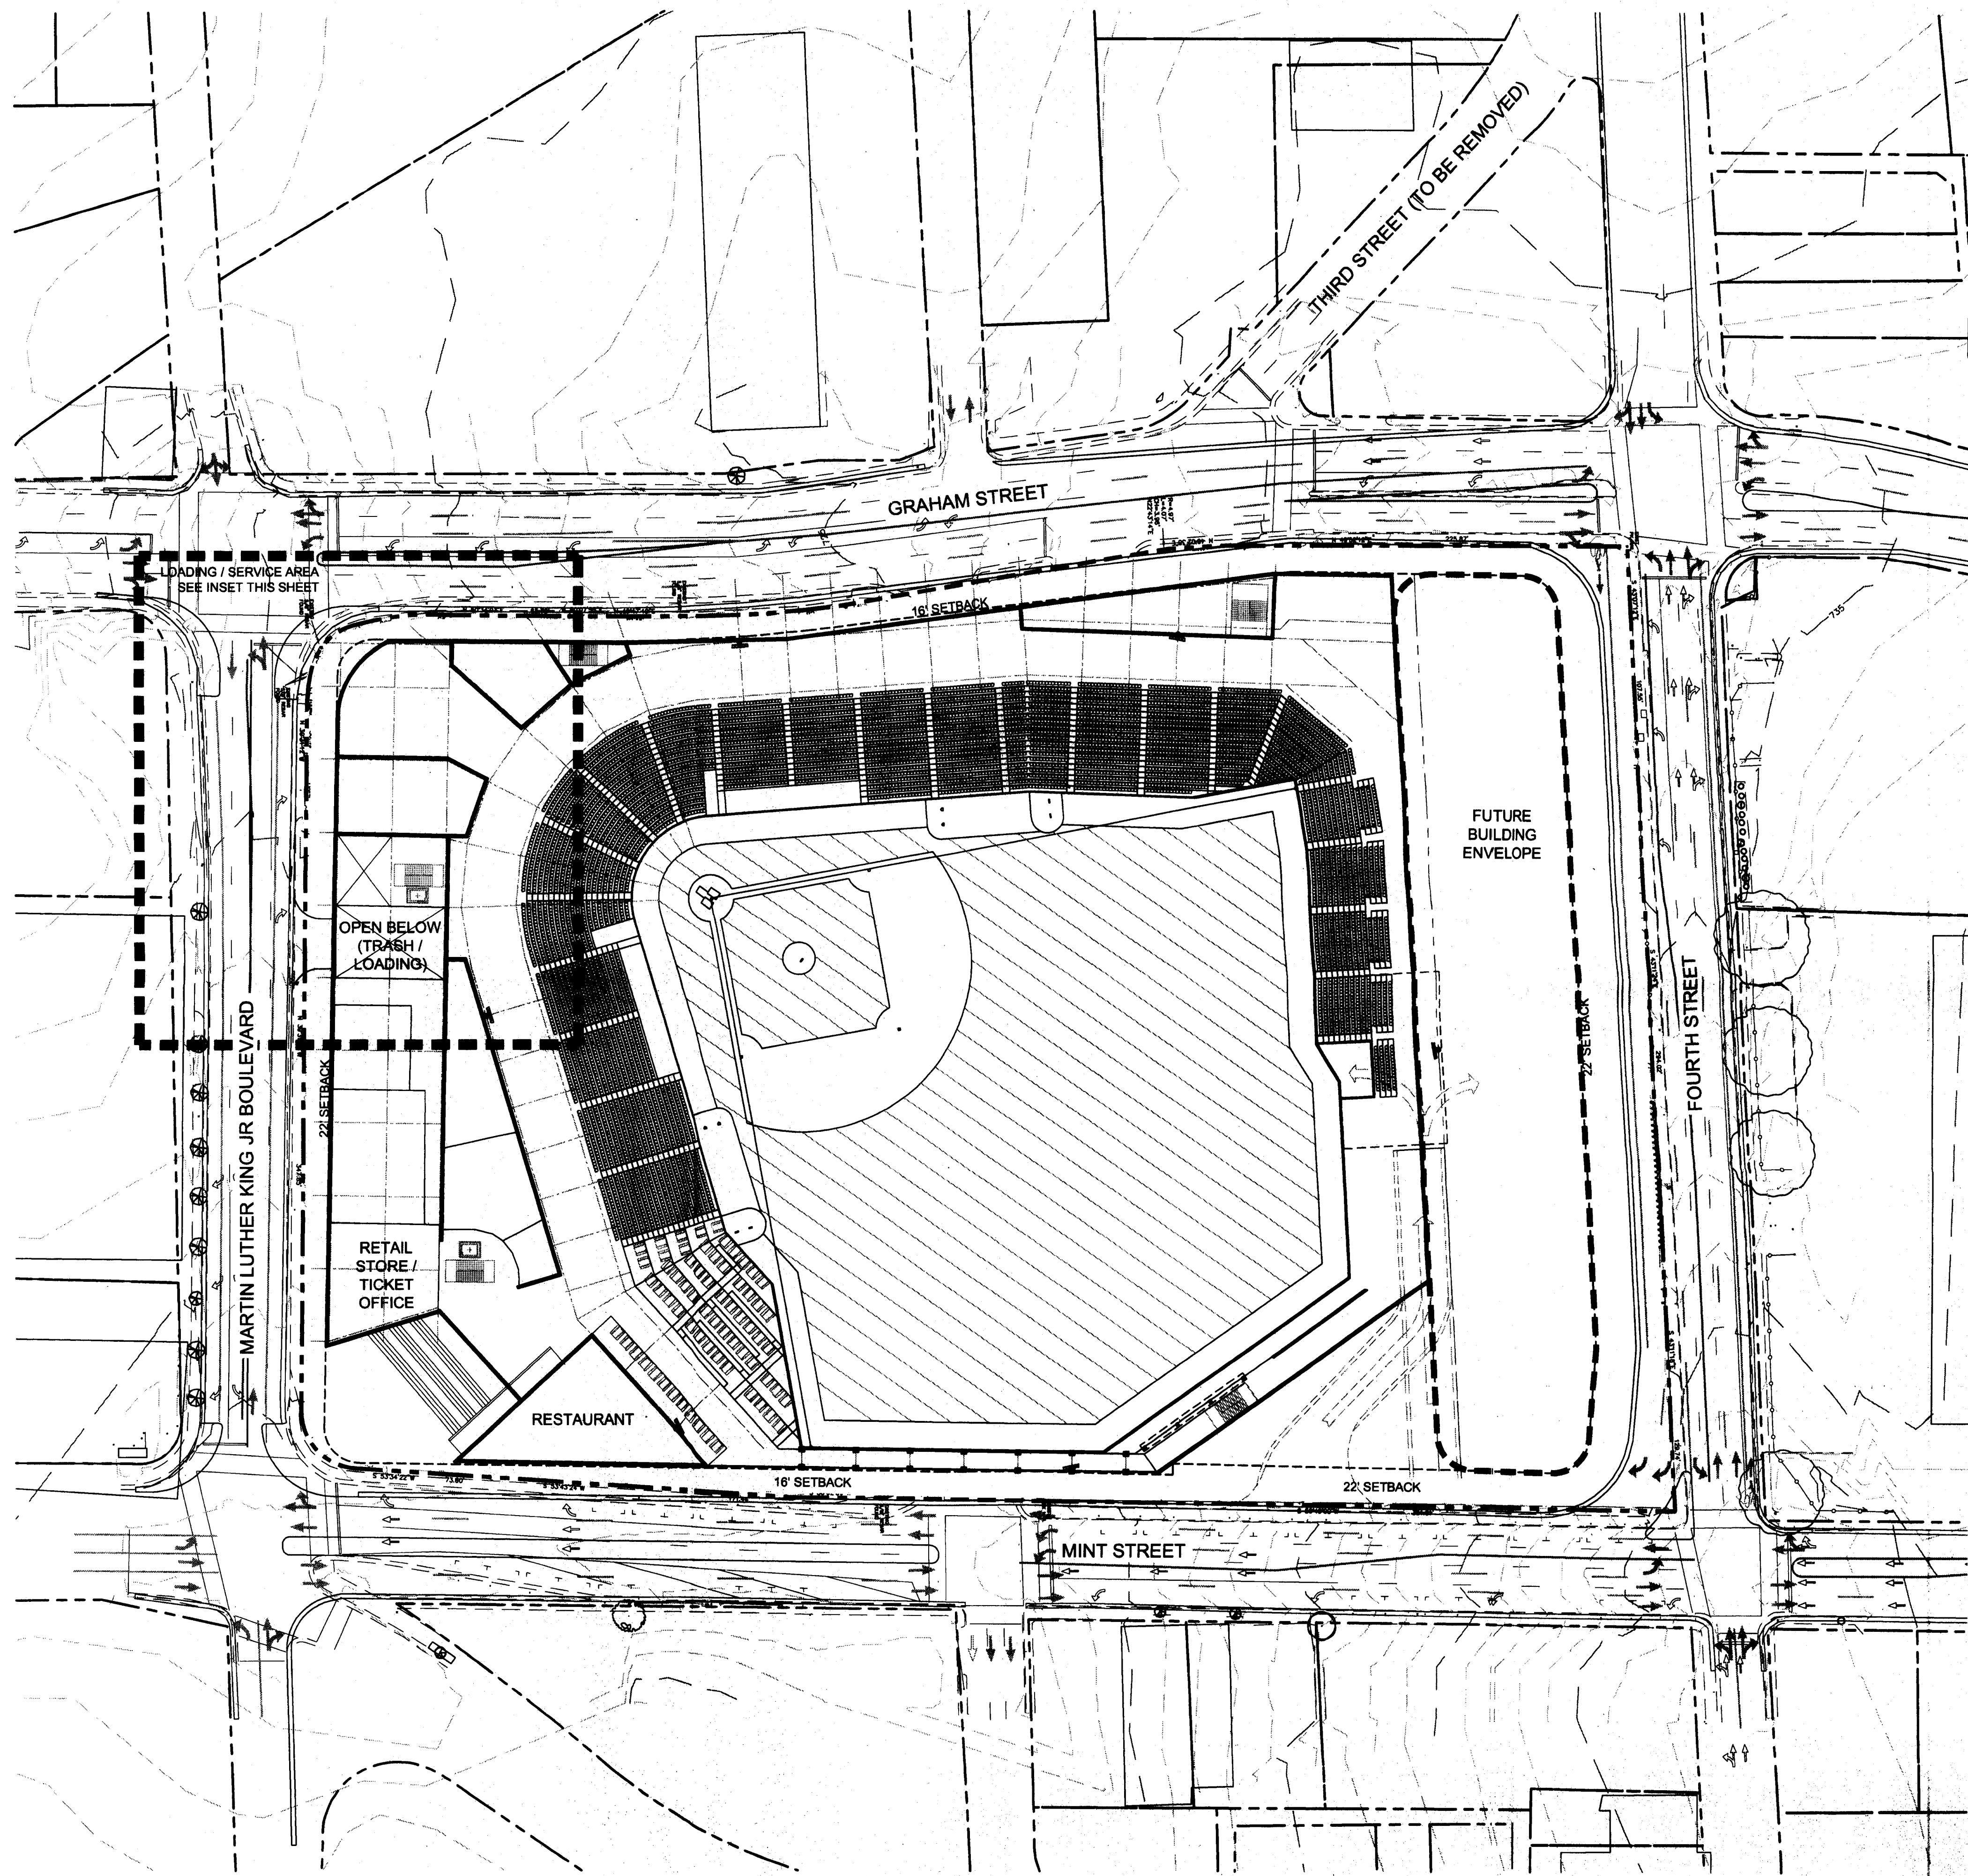 THIRD STREET (TO BE REMOVED)
GRAHAM STREET
LOADING / SERVICE AREA
SEE INSET THIS SHEET
16' SETBACK
735
FUTURE
BUILDING
ENVELOPE
OPEN BELOW
(TRASH /
LOADING)
MARTIN LUTHER KING JR BOULEVARD
22' SETBACK
22' SETBACK
FOURTH STREET
RETAIL
STORE /
TICKET
OFFICE
RESTAURANT
16' SETBACK
22' SETBACK
MINT STREET